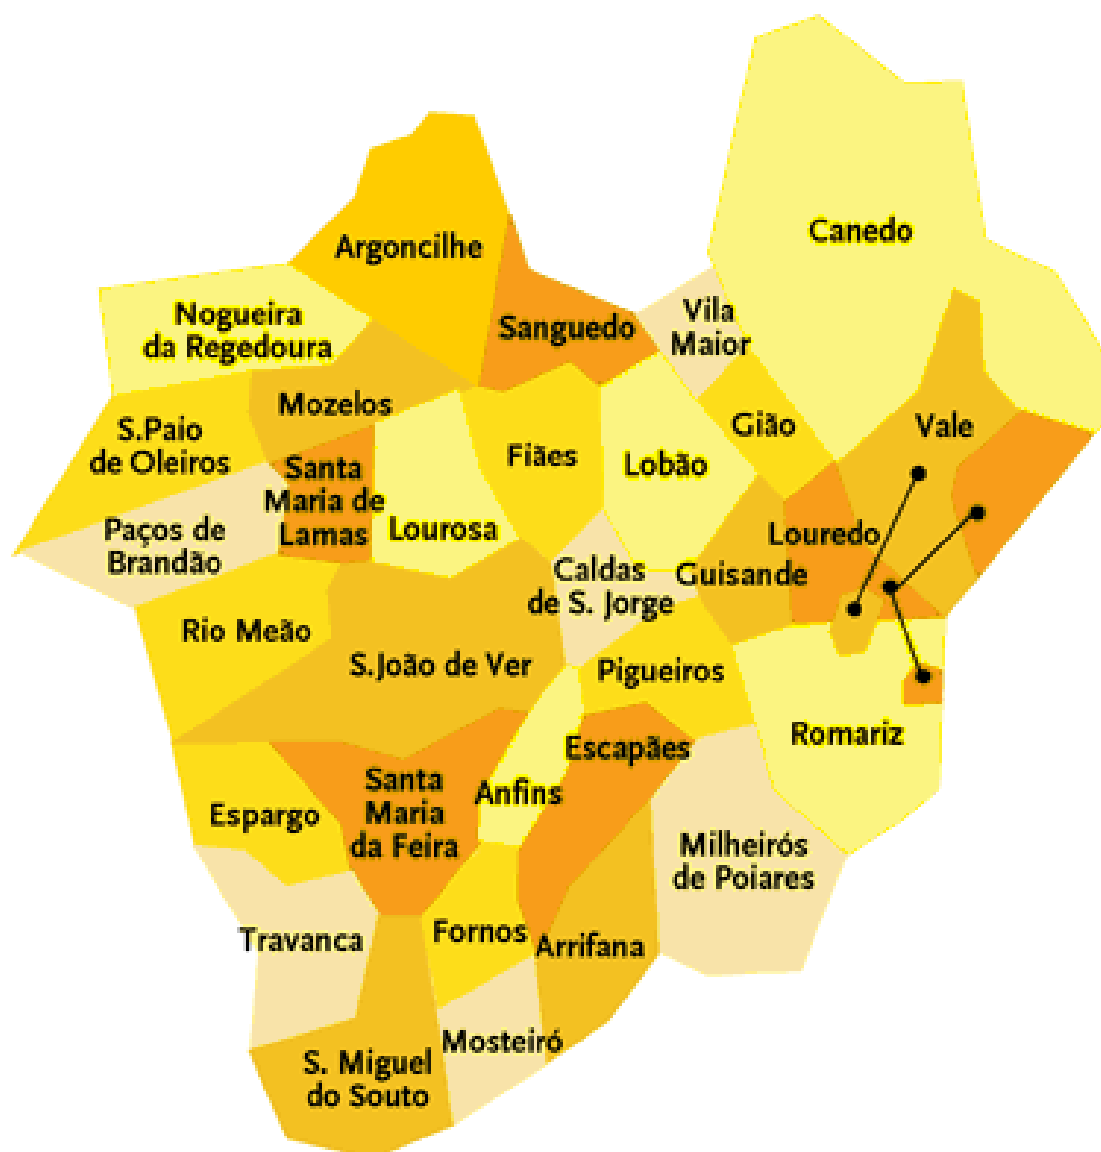 Canedo
Argoncilhe
Nogueira
da Regedoura
Sanguedo
Vila
Maior
Mozelos
Gião
Vale
S.Paio
de Oleiros
Santa
Maria de
Lamas
Fiães
Lobão
Paços de
Brandão
Lourosa
Louredo
Caldas
de S. Jorge
Guisande
Rio Meão
S.João de Ver
Pigueiros
Romariz
Escapães
Santa
Maria
da Feira
Anfins
Espargo
Milheirós
de Poiares
Travanca
Fornos
Arrifana
Mosteiró
S. Miguel
do Souto